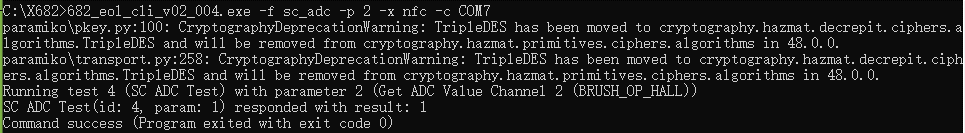 C:\X682>682_eol_cli_v02_004.exe -f sc_adc -p 2 -x nfc -c COM7
paramiko\pkey.py:100: CryptographyDeprecationWarning: TripleDES has been moved to cryptography.hazmat.decrepit.ciphers.a
lgorithms.TripleDES and will be removed from cryptography.hazmat.primitives.ciphers.algorithms in 48.0.0.
paramiko\transport.py:258: CryptographyDeprecationWarning: TripleDES has been moved to cryptography.hazmat.decrepit.ciph
ers.algorithms.TripleDES and will be removed from cryptography.hazmat.primitives.ciphers.algorithms in 48.0.0.
Running test 4 (SC ADC Test) with parameter 2 (Get ADC Value Channel 2 (BRUSH_OP_HALL))
SC ADC Test(id: 4, param: 1) responded with result: 1
Command success (Program exited with exit code 0)